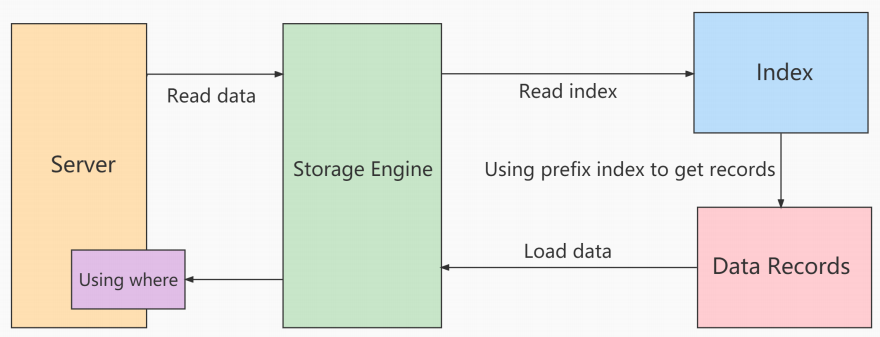 Index
Read data
Read index
Server
Storage Engine
Using prefix index to get records
Load data
Data Records
Using where